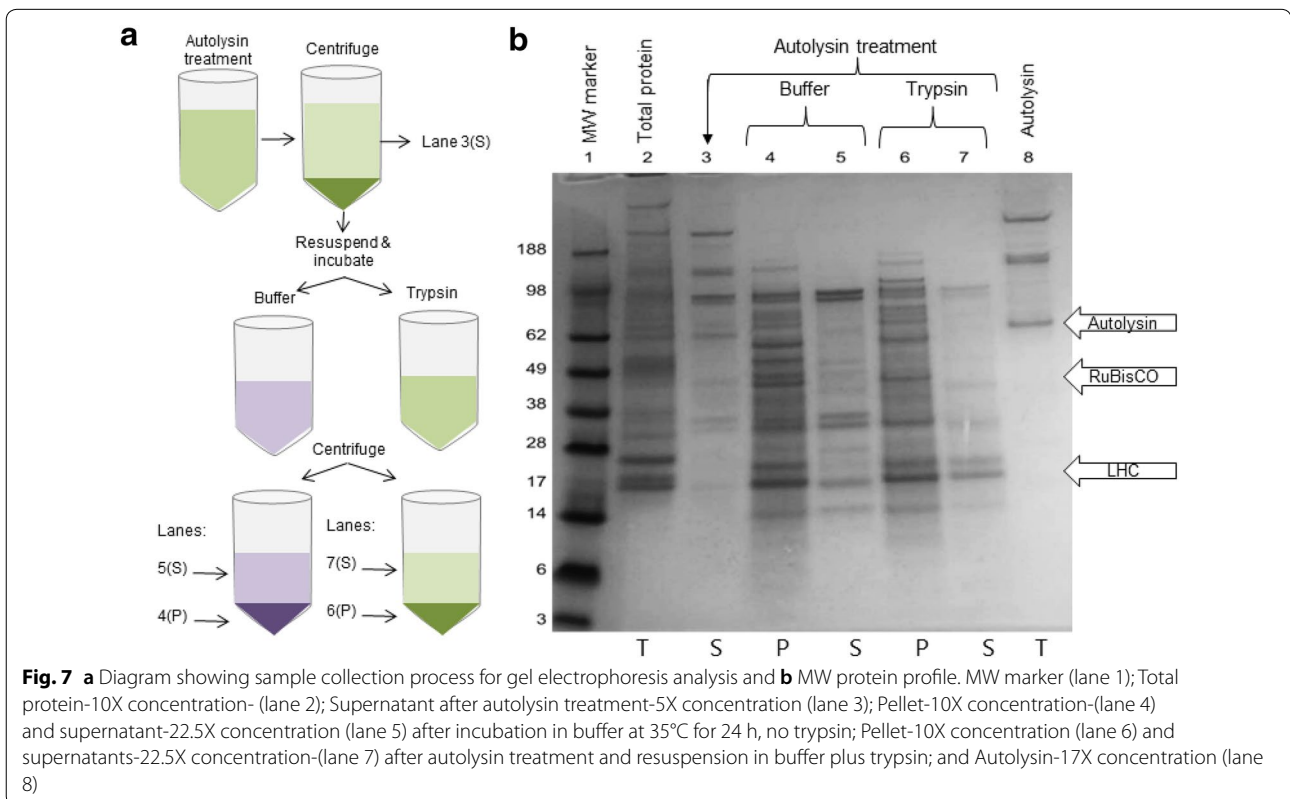 a
Autolysin
treatment
Centrifuge
Lane 3(S)
Resuspend &
incubate
Buffer
Trypsin
Centrifuge
Lanes:
Lanes:
5(S)
7(S)
4(P)
6(P)
b
Autolysin treatment
MW marker
Total protein
Buffer
Trypsin
Autolysin
1 2 3 4 5 6 7 8
188
98
62
49
38
28
17
14
6
3
Autolysin
RuBisCO
LHC
T S P S P S T
Fig. 7 a Diagram showing sample collection process for gel electrophoresis analysis and b MW protein profile. MW marker (lane 1); Total
protein-10X concentration- (lane 2); Supernatant after autolysin treatment-5X concentration (lane 3); Pellet-10X concentration-(lane 4)
and supernatant-22.5X concentration (lane 5) after incubation in buffer at 35°C for 24 h, no trypsin; Pellet-10X concentration (lane 6) and
supernatants-22.5X concentration-(lane 7) after autolysin treatment and resuspension in buffer plus trypsin; and Autolysin-17X concentration (lane
8)